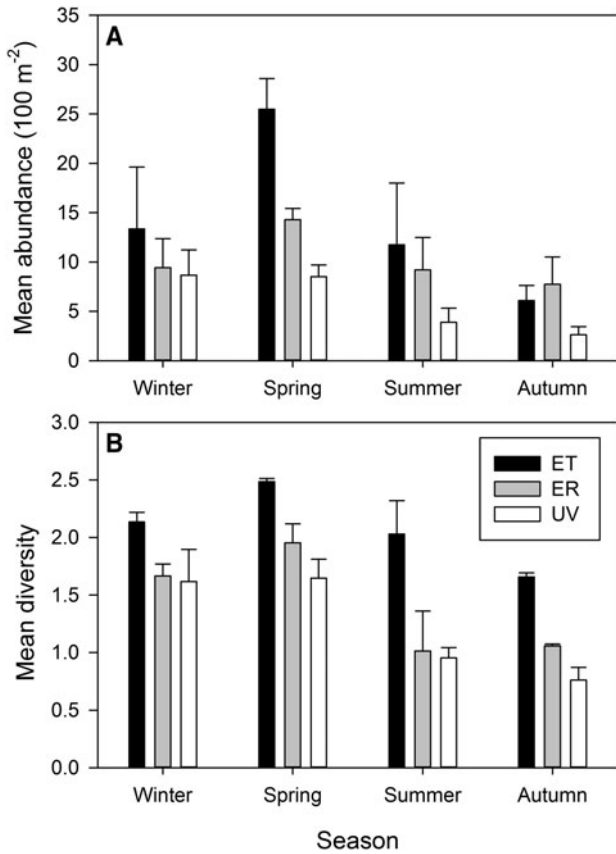 A
Mean abundance (100 m⁻²)
35
30
25
20
15
10
5
0
Winter Spring Summer Autumn
B
Mean diversity
3.0
2.5
2.0
1.5
1.0
0.5
0.0
ET
ER
UV
Winter Spring Summer Autumn
Season